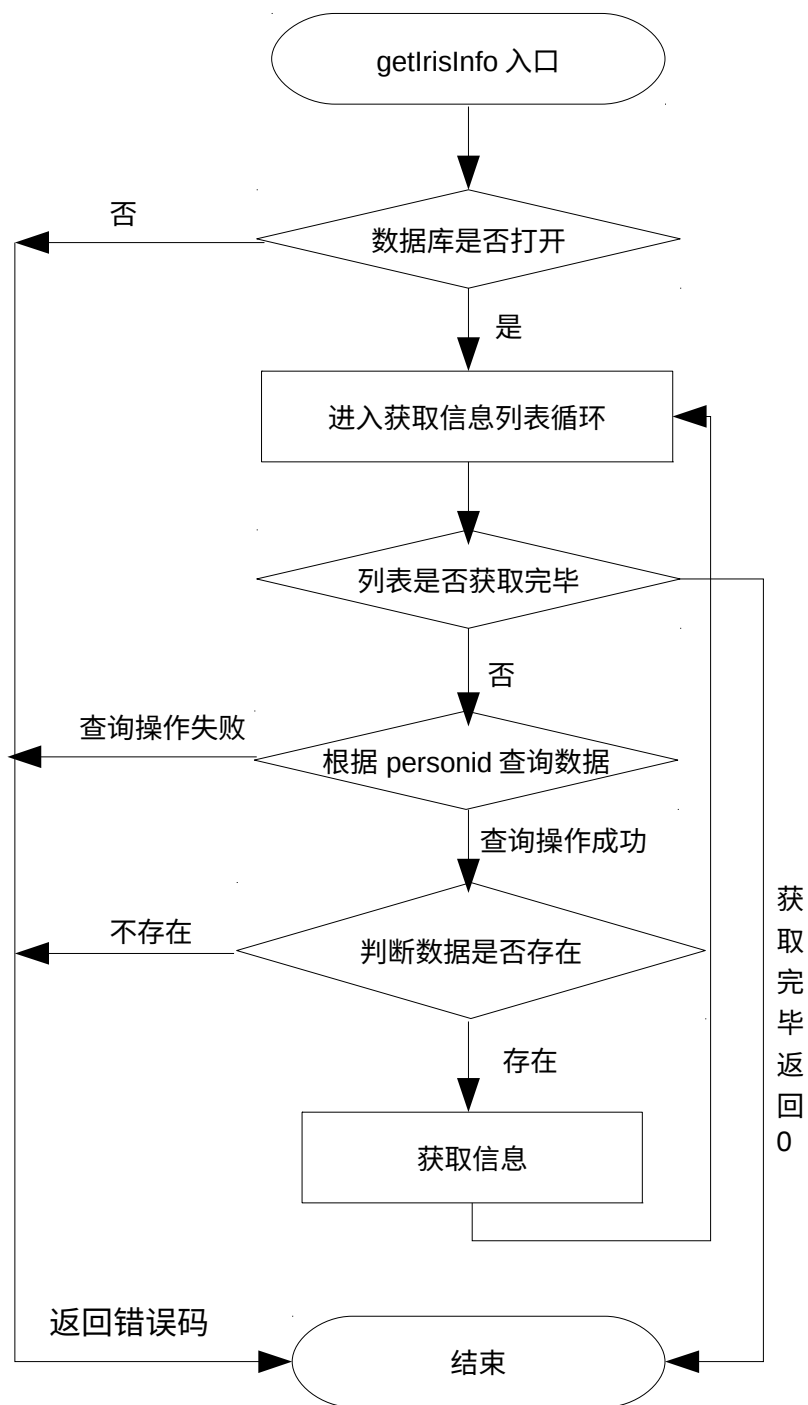 getIrisInfo 入口
否
数据库是否打开
是
进入获取信息列表循环
列表是否获取完毕
否
查询操作失败
根据 personid 查询数据
查询操作成功
不存在
判断数据是否存在
存在
获取信息
获
取
完
毕
返
回
0
返回错误码
结束